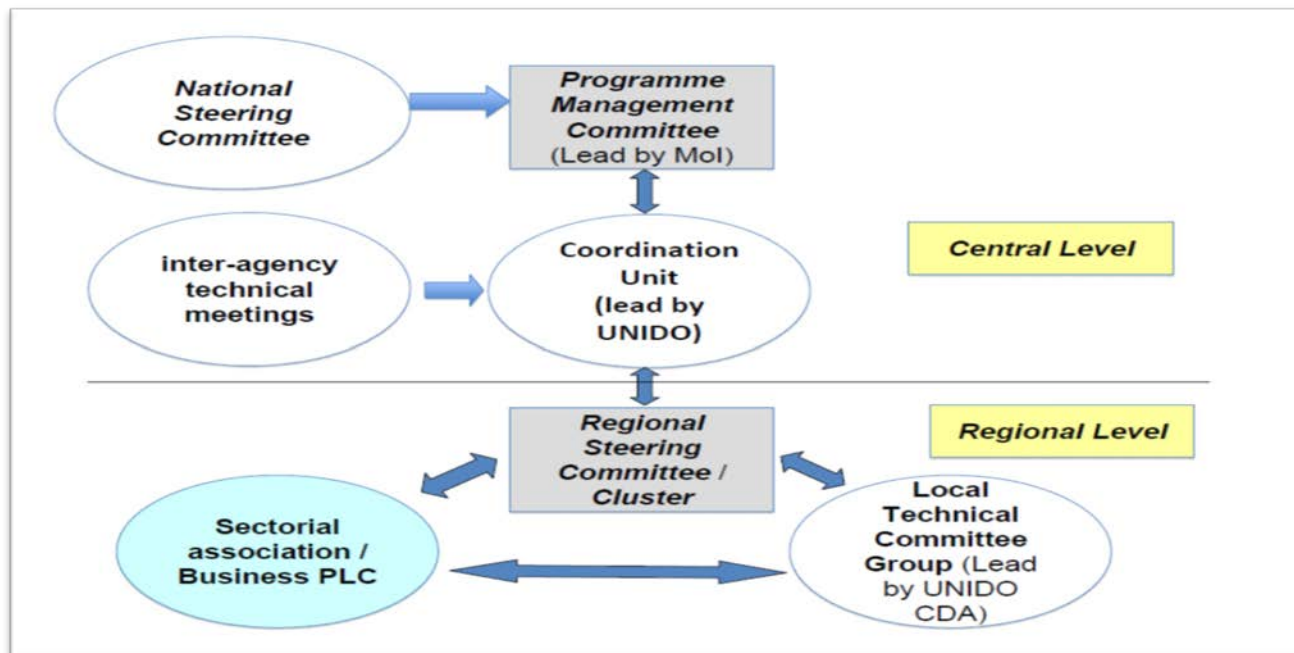 National
Steering
Committee
Programme
Management
Committee
(Lead by MoI)
inter-agency
technical
meetings
Coordination
Unit
(lead by
UNIDO)
Central Level
Regional
Steering
Committee /
Cluster
Regional Level
Sectorial
association /
Business PLC
Local
Technical
Committee
Group (Lead
by UNIDO
CDA)